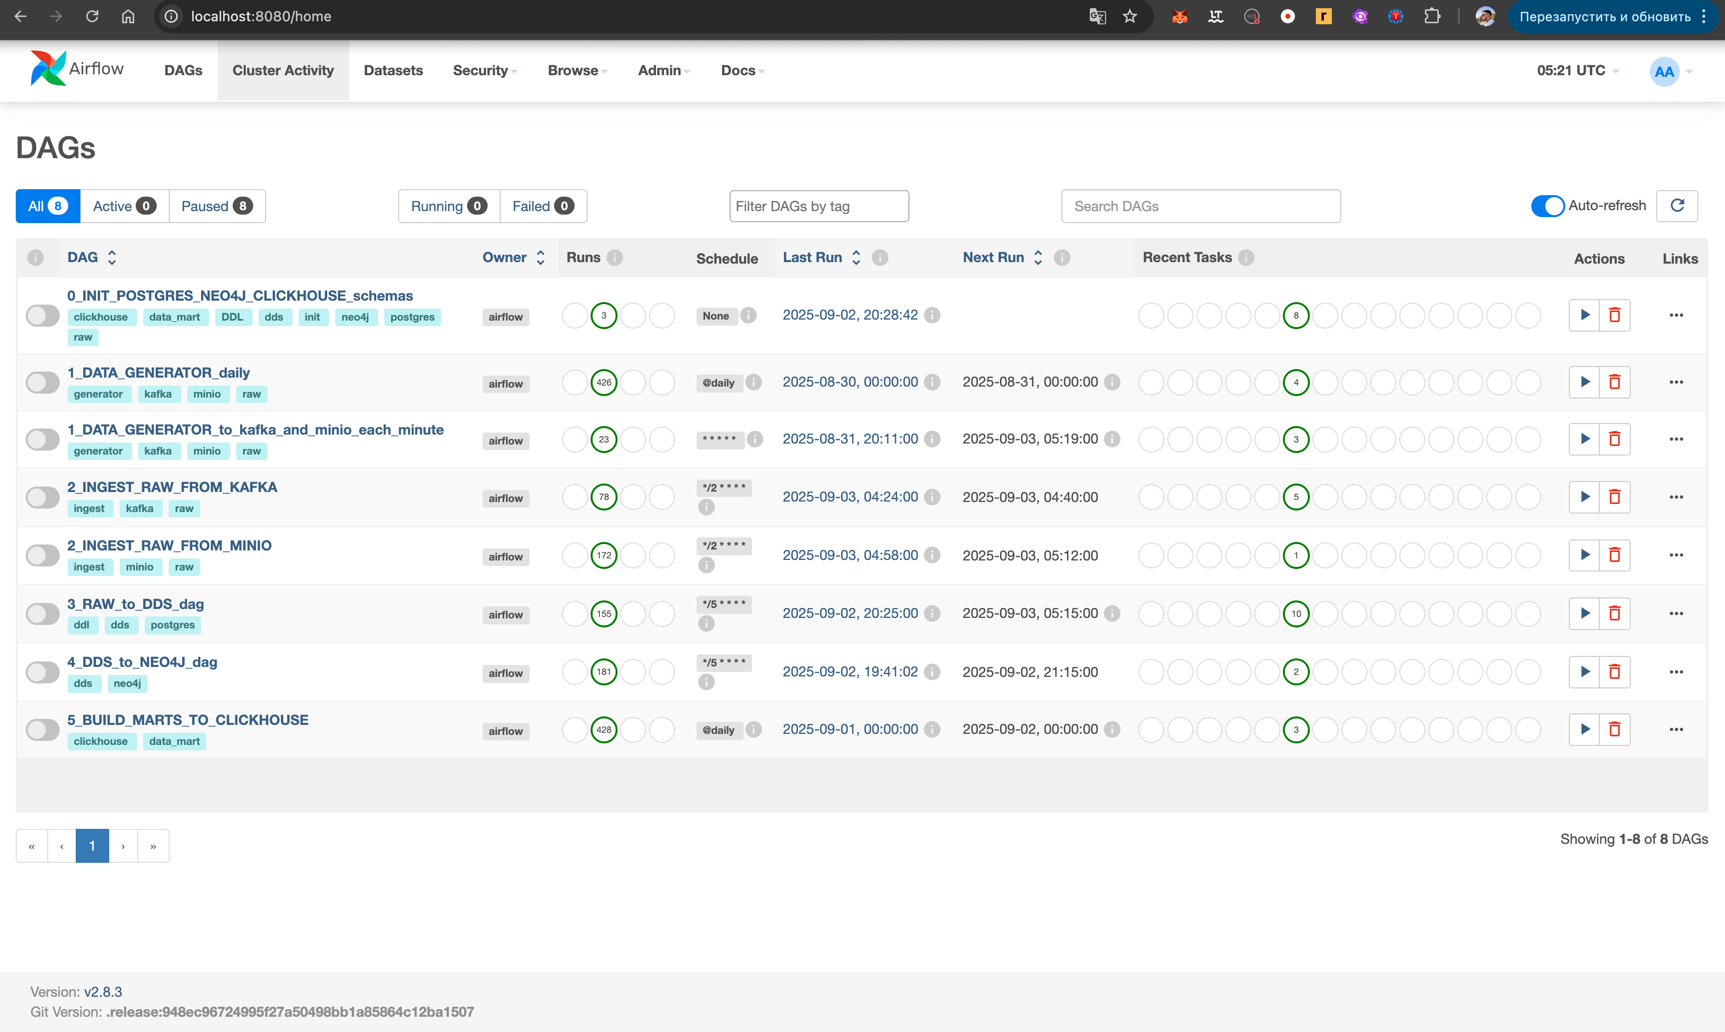 localhost:8080/home
Перезапустить и обновить
Airflow DAGs Cluster Activity Datasets Security Browse Admin Docs 05:21 UTC AA
DAGs
All 8 Active 0 Paused 8 Running 0 Failed 0 Filter DAGs by tag Search DAGs Auto-refresh
DAG Owner Runs Schedule Last Run Next Run Recent Tasks Actions Links
0_INIT_POSTGRES_NEO4J_CLICKHOUSE_schemas
clickhouse data_mart DDL dds init neo4j postgres
raw
airflow 3 None 2025-09-02, 20:28:42 8
1_DATA_GENERATOR_daily
generator kafka minio raw
airflow 426 @daily 2025-08-30, 00:00:00 2025-08-31, 00:00:00 4
1_DATA_GENERATOR_to_kafka_and_minio_each_minute
generator kafka minio raw
airflow 23 * * * * * 2025-08-31, 20:11:00 2025-09-03, 05:19:00 3
2_INGEST_RAW_FROM_KAFKA
ingest kafka raw
airflow 78 */2 * * * * 2025-09-03, 04:24:00 2025-09-03, 04:40:00 5
2_INGEST_RAW_FROM_MINIO
ingest minio raw
airflow 172 */2 * * * * 2025-09-03, 04:58:00 2025-09-03, 05:12:00 1
3_RAW_to_DDS_dag
ddl dds postgres
airflow 155 */5 * * * * 2025-09-02, 20:25:00 2025-09-03, 05:15:00 10
4_DDS_to_NEO4J_dag
dds neo4j
airflow 181 */5 * * * * 2025-09-02, 19:41:02 2025-09-02, 21:15:00 2
5_BUILD_MARTS_TO_CLICKHOUSE
clickhouse data_mart
airflow 428 @daily 2025-09-01, 00:00:00 2025-09-02, 00:00:00 3
« ‹ 1 › »
Showing 1-8 of 8 DAGs
Version: v2.8.3
Git Version: .release:948ec96724995f27a50498bb1a85864c12ba1507